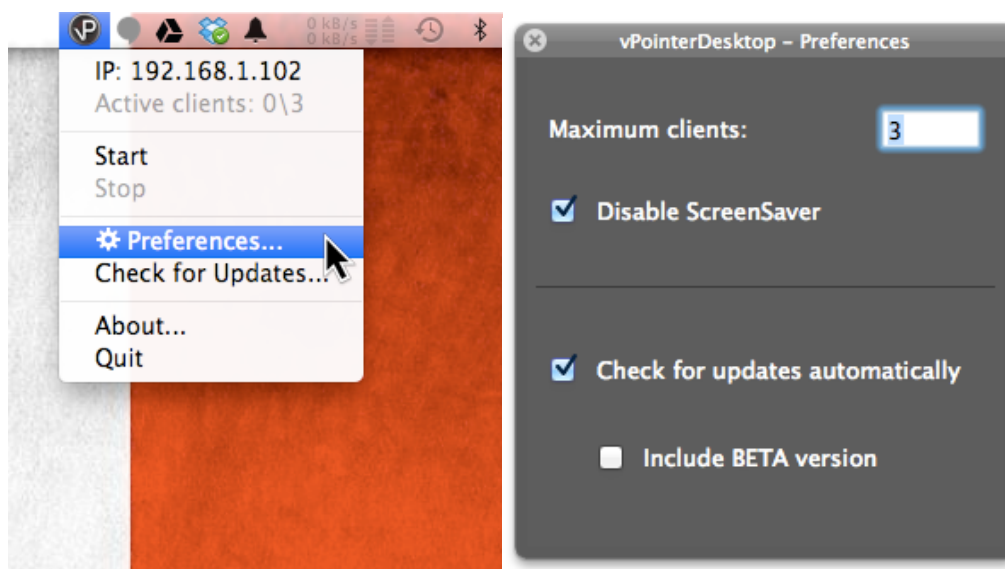 VP
0 kB/s
0 kB/s
IP: 192.168.1.102
Active clients: 0\3
Start
Stop
Preferences...
Check for Updates...
About...
Quit
vPointerDesktop – Preferences
Maximum clients: 3
Disable ScreenSaver
Check for updates automatically
Include BETA version